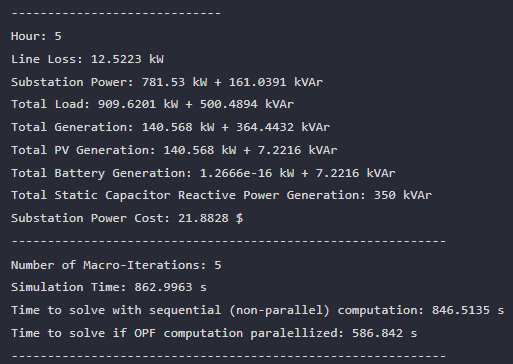 -----------------------------
Hour: 5
Line Loss: 12.5223 kW
Substation Power: 781.53 kW + 161.0391 kVAr
Total Load: 909.6201 kW + 500.4894 kVAr
Total Generation: 140.568 kW + 364.4432 kVAr
Total PV Generation: 140.568 kW + 7.2216 kVAr
Total Battery Generation: 1.2666e-16 kW + 7.2216 kVAr
Total Static Capacitor Reactive Power Generation: 350 kVAr
Substation Power Cost: 21.8828 $
------------------------------------------------------------
Number of Macro-Iterations: 5
Simulation Time: 862.9963 s
Time to solve with sequential (non-parallel) computation: 846.5135 s
Time to solve if OPF computation paralellized: 586.842 s
------------------------------------------------------------